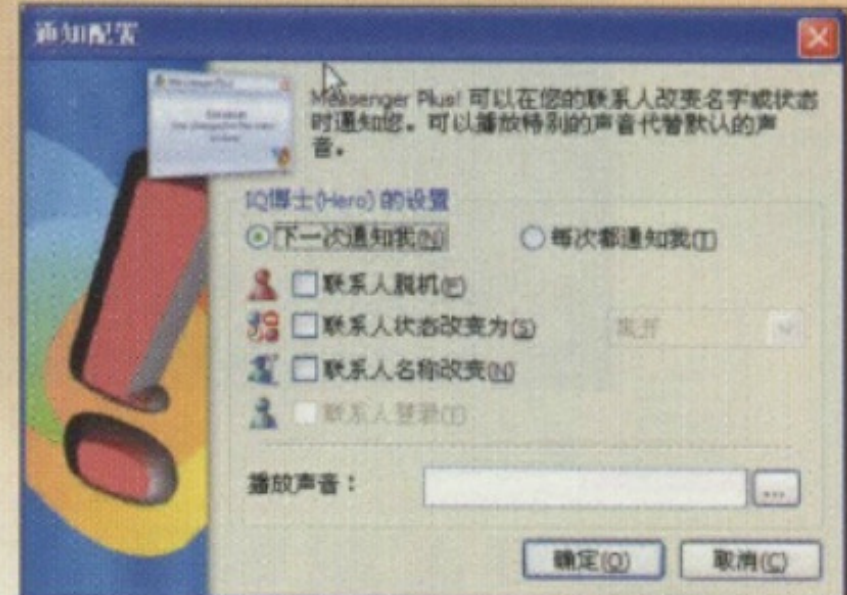 通知配置
Messenger Plus! 可以在您的联系人改变名字或状态
时通知您。可以播放特别的声音代替默认的声
音。
IQ博士(Hero) 的设置
下一次通知我(N)
每次都通知我(T)
联系人脱机(F)
联系人状态改变为(S)
离开
联系人名称改变(N)
联系人登录(I)
播放声音：
...
确定(O)
取消(C)